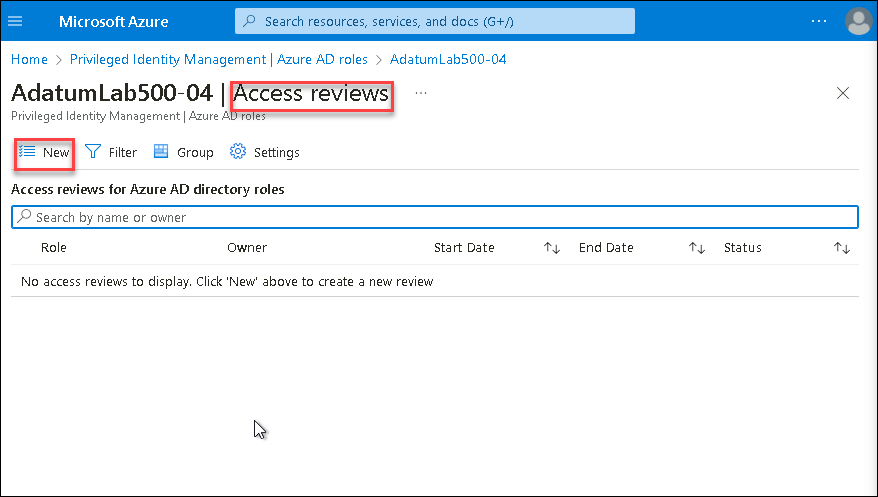 Microsoft Azure
Search resources, services, and docs (G+/)
Home > Privileged Identity Management | Azure AD roles > AdatumLab500-04
AdatumLab500-04 | Access reviews
Privileged Identity Management | Azure AD roles
New Filter Group Settings
Access reviews for Azure AD directory roles
Search by name or owner
Role Owner Start Date End Date Status
No access reviews to display. Click 'New' above to create a new review